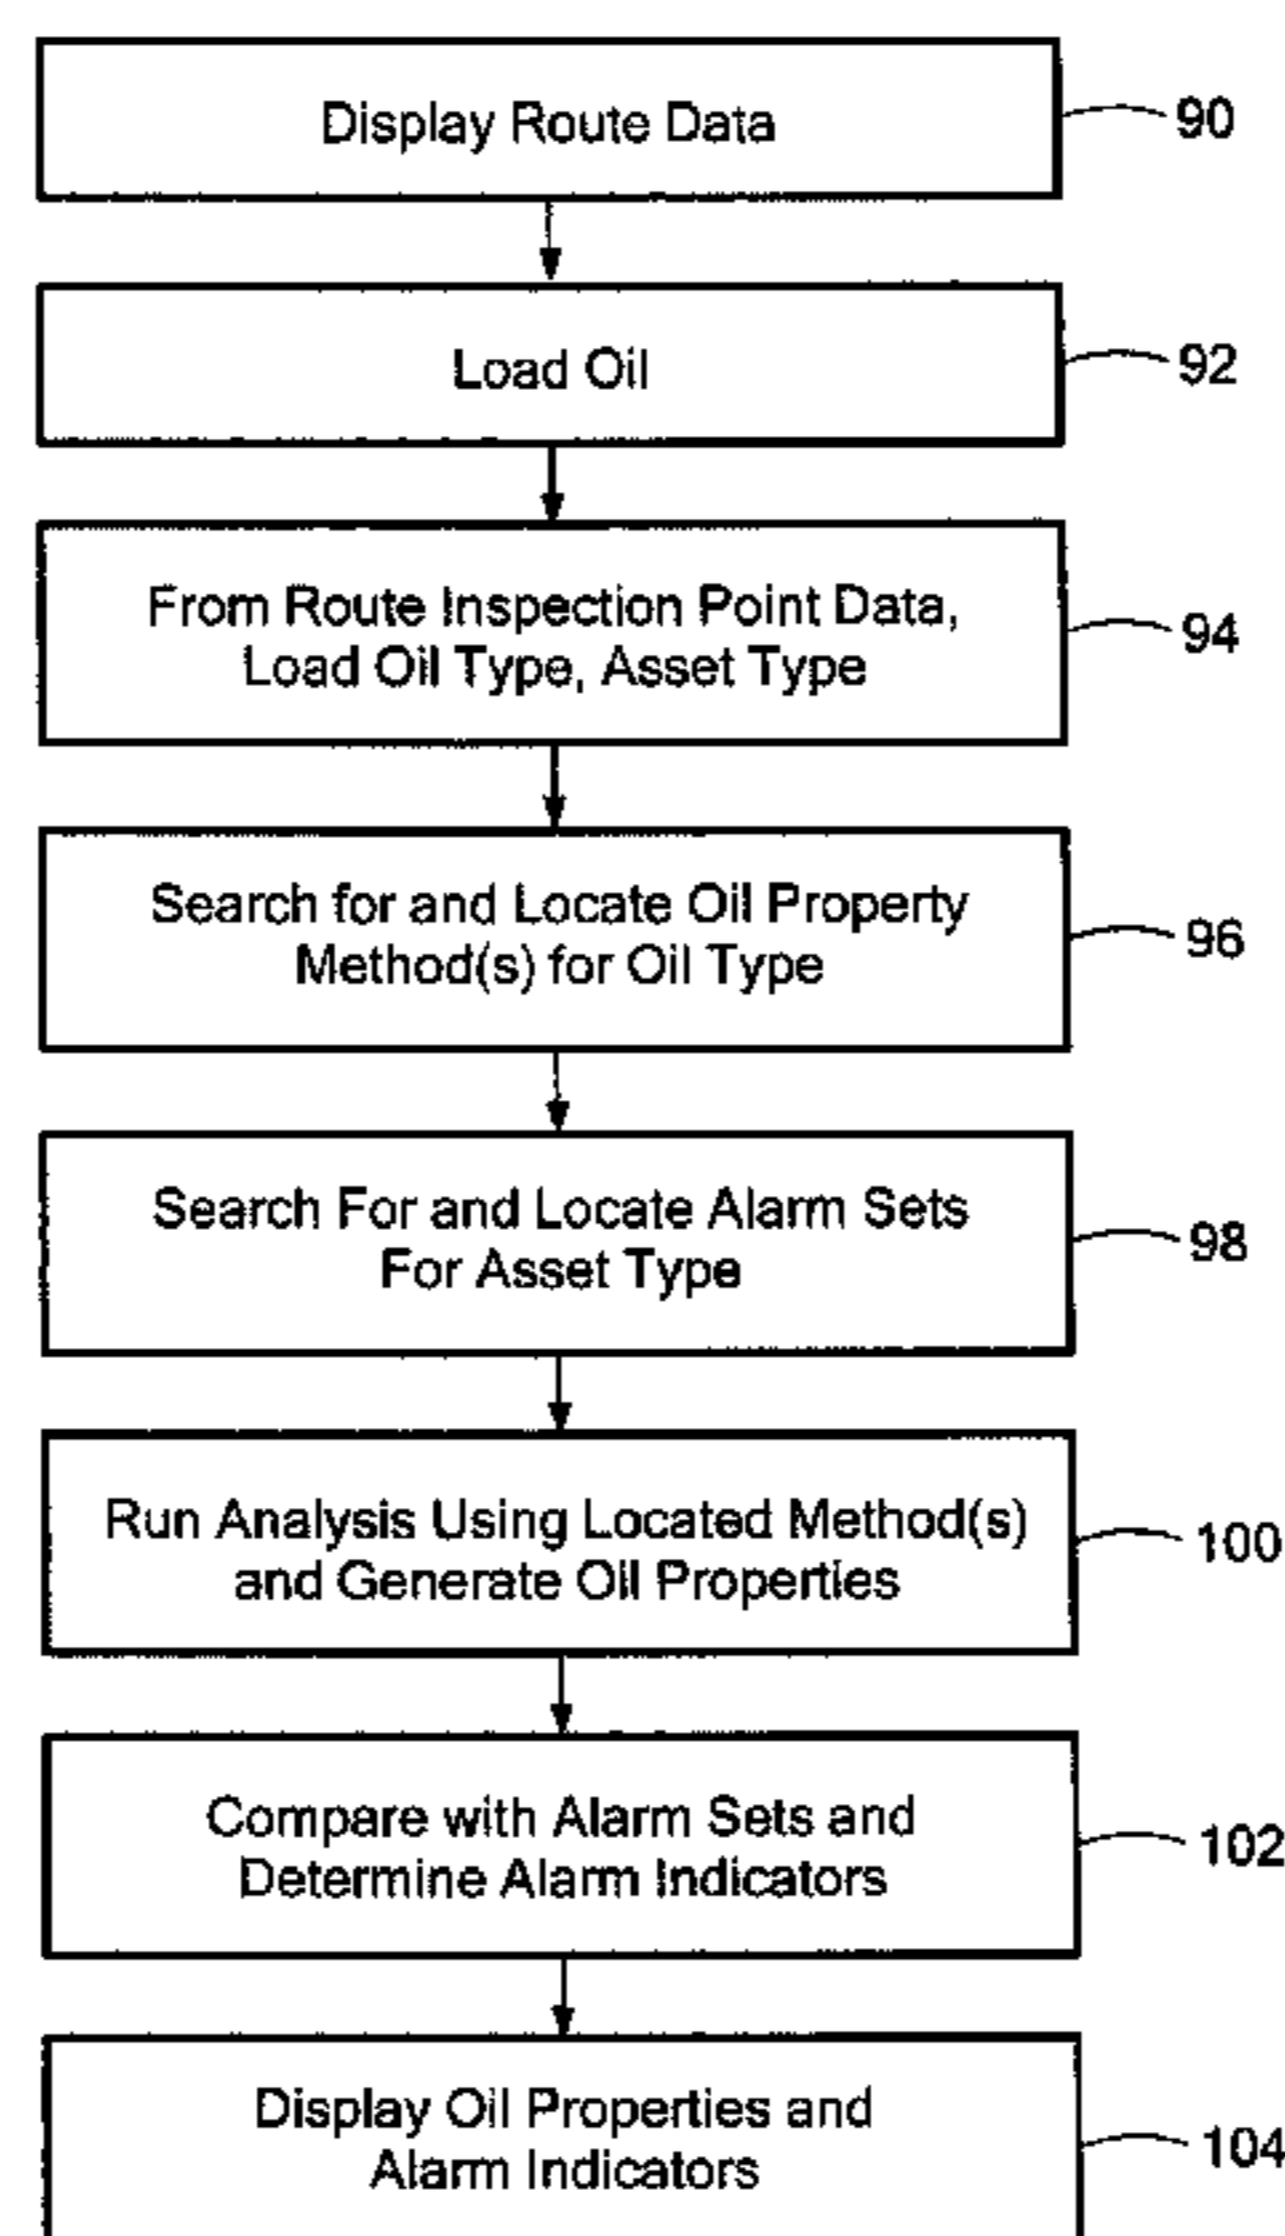 Display Route Data
90
Load Oil
92
From Route Inspection Point Data,
Load Oil Type, Asset Type
94
Search for and Locate Oil Property
Method(s) for Oil Type
96
Search For and Locate Alarm Sets
For Asset Type
98
Run Analysis Using Located Method(s)
and Generate Oil Properties
100
Compare with Alarm Sets and
Determine Alarm Indicators
102
Display Oil Properties and
Alarm Indicators
104